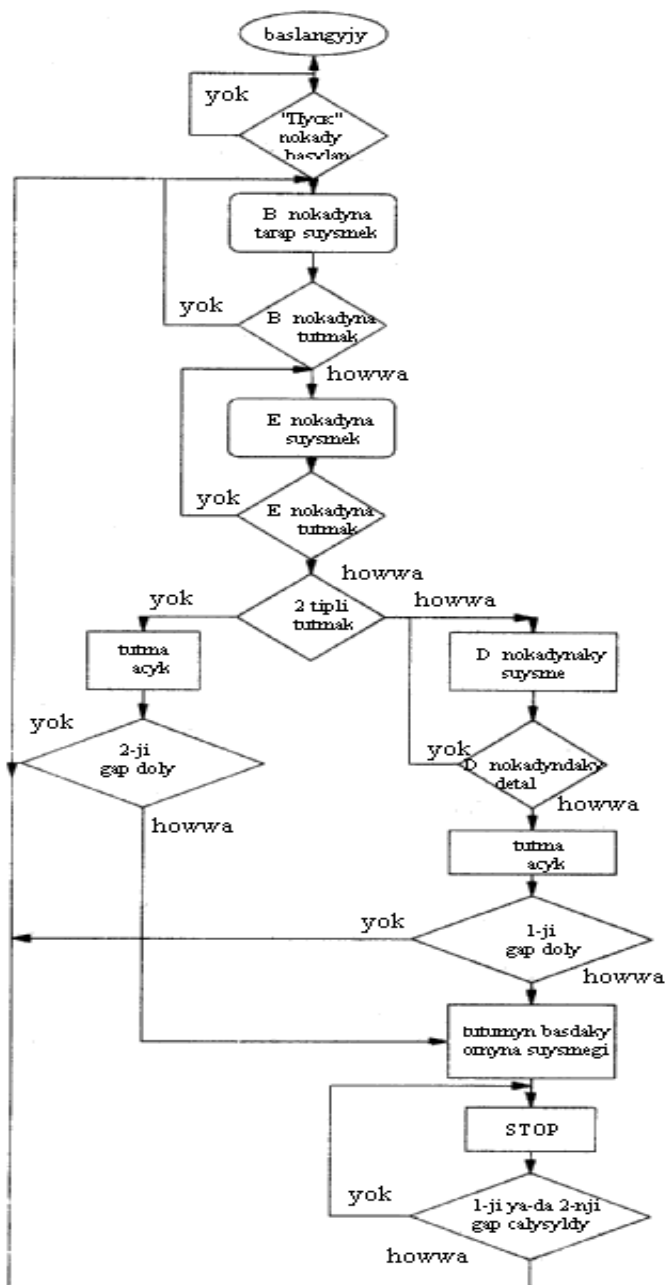 baslangyjy
yok
"Пуск"
nokady
basylan
B nokadyna
tarap suysmek
yok
B nokadyna
tutmak
howwa
E nokadyna
suysmek
yok
E nokadyna
tutmak
howwa
yok
2 tipli
tutmak
howwa
tutma
acyk
D nokadynaky
suysme
yok
2-ji
gap doly
yok
D nokadyndaky
detal
howwa
howwa
tutma
acyk
yok
1-ji
gap doly
howwa
tutumyn basdaky
ornyna suysmegi
STOP
yok
1-ji ya-da 2-nji
gap calysyldy
howwa